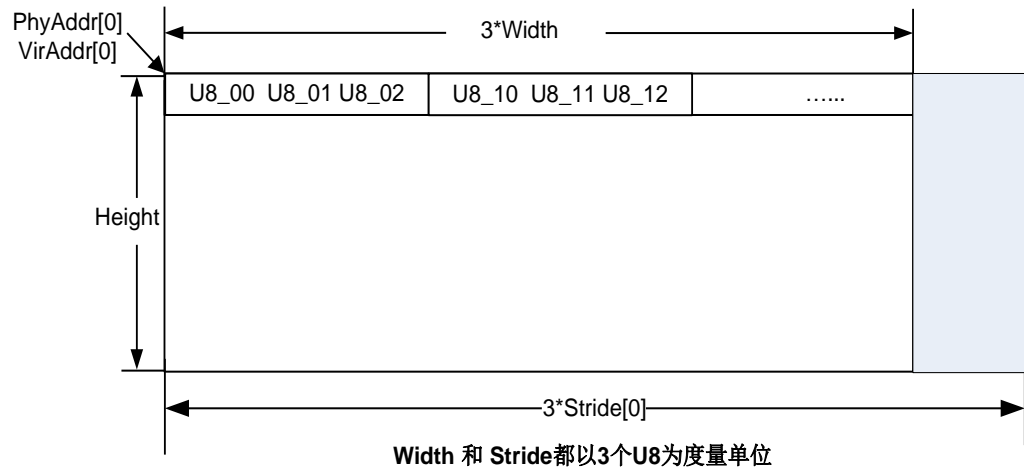 PhyAddr[0]
VirAddr[0]
3*Width
U8_00 U8_01 U8_02
U8_10 U8_11 U8_12
…...
Height
3*Stride[0]
Width 和 Stride都以3个U8为度量单位